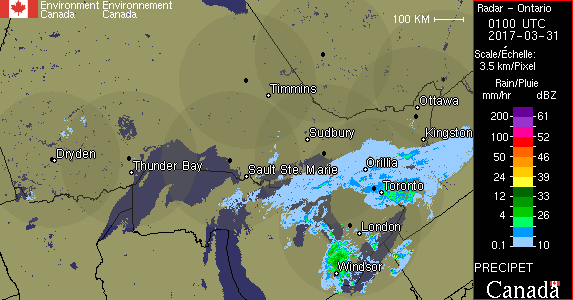 Environment Environnement
Canada Canada
100 KM
Timmins
Ottawa
Sudbury
Kingston
Dryden
Thunder Bay
Sault Ste. Marie
Orillia
Toronto
London
Windsor
Radar - Ontario
0100 UTC
2017-03-31
Scale/Échelle:
3.5 km/Pixel
Rain/Pluie
mm/hr dBZ
200 61
100 52
50 46
24 39
12 33
4 26
0.1 10
PRECIPET
Canada